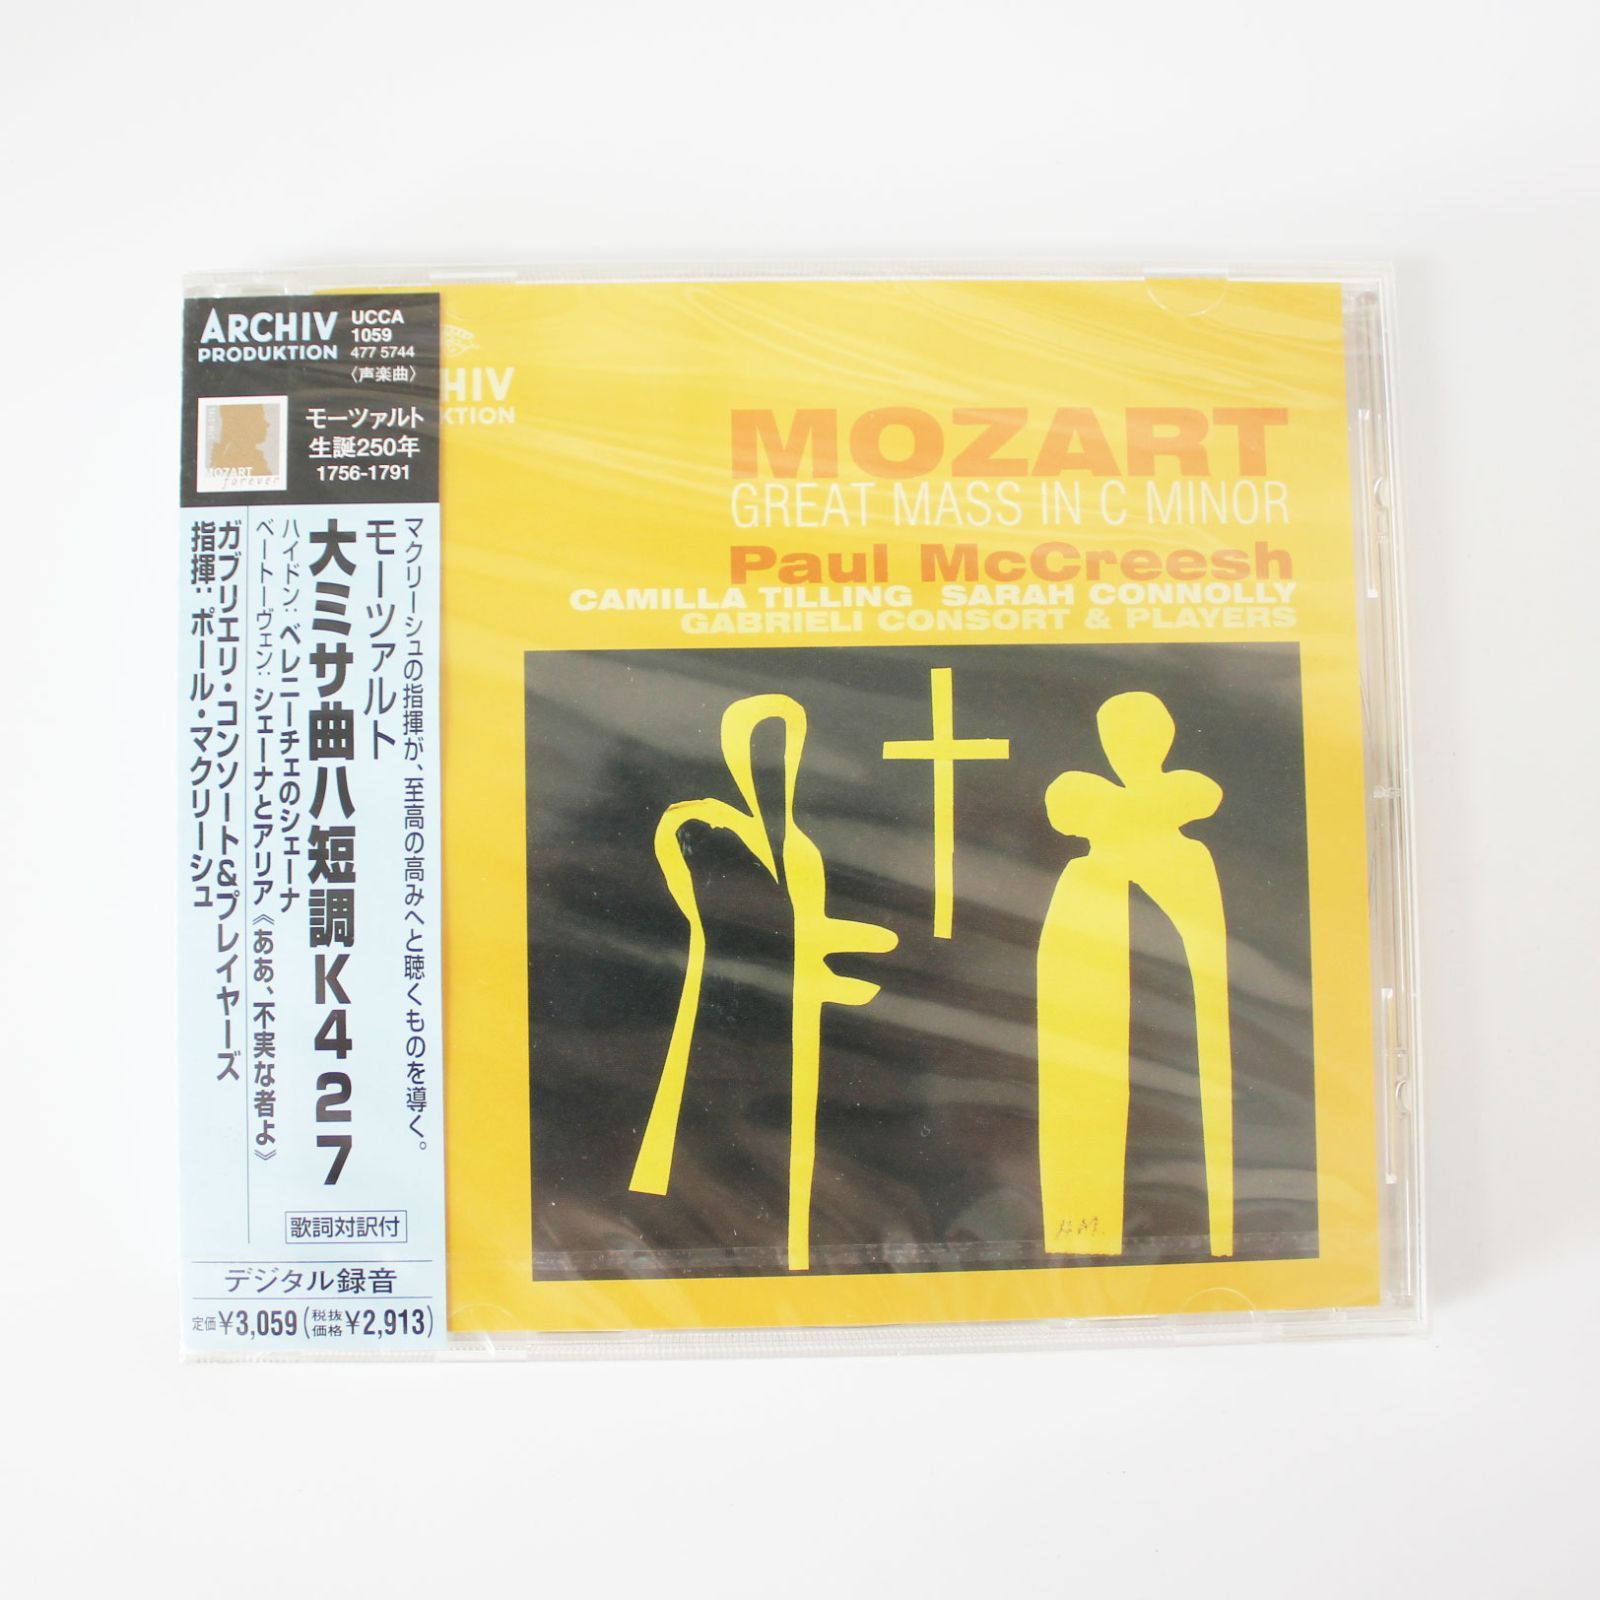 ARCHIV
PRODUKTION
UCCA
1059
477 5744
〈声楽曲〉
MOZART
forever
モーツァルト
生誕250年
1756-1791
マクリーシュの指揮が、至高の高みへと聴くものを導く。
モーツァルト
大ミサ曲ハ短調K427
ハイドン:ベレニーチェのシェーナ
ベートーヴェン:シェーナとアリア《ああ、不実な者よ》
ガブリエリ・コンソート&プレイヤーズ
指揮:ポール・マクリーシュ
歌詞対訳付
デジタル録音
定価¥3,059(税抜価格¥2,913)
HIV
KTION
MOZART
GREAT MASS IN C MINOR
Paul McCreesh
CAMILLA TILLING SARAH CONNOLLY
GABRIELI CONSORT & PLAYERS
H.M.